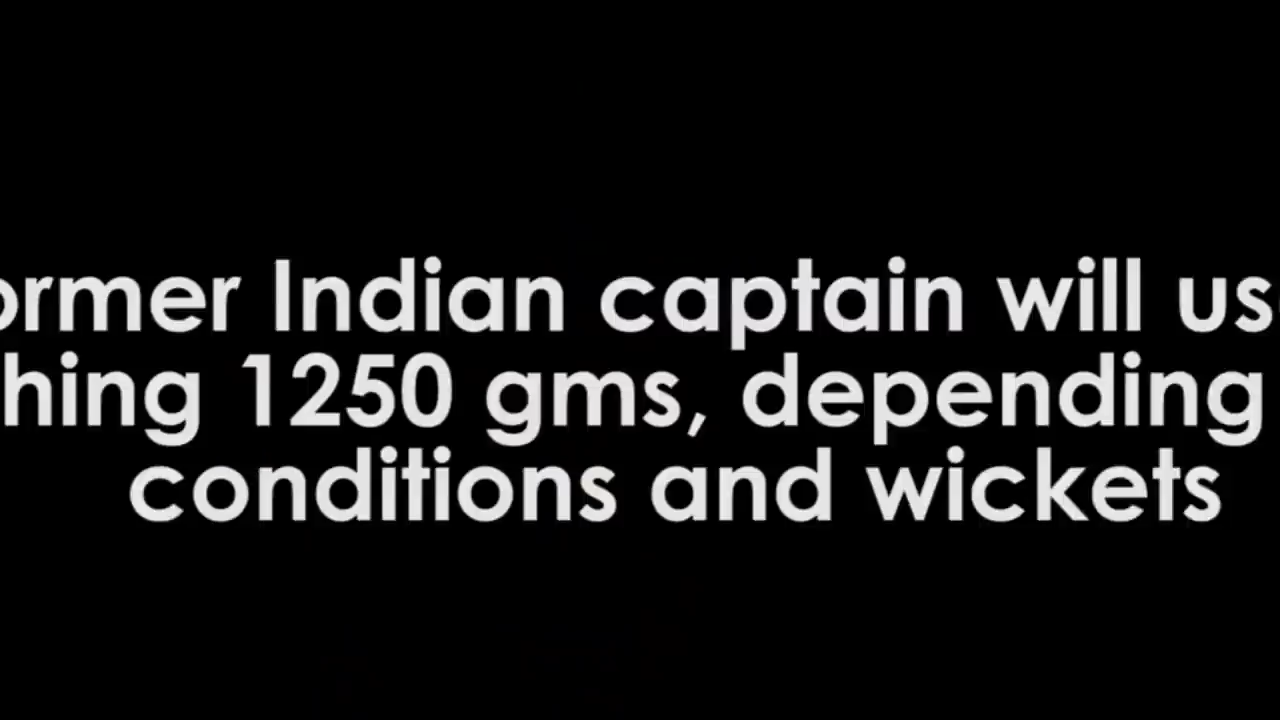 ormer Indian captain will us
hing 1250 gms, depending
conditions and wickets